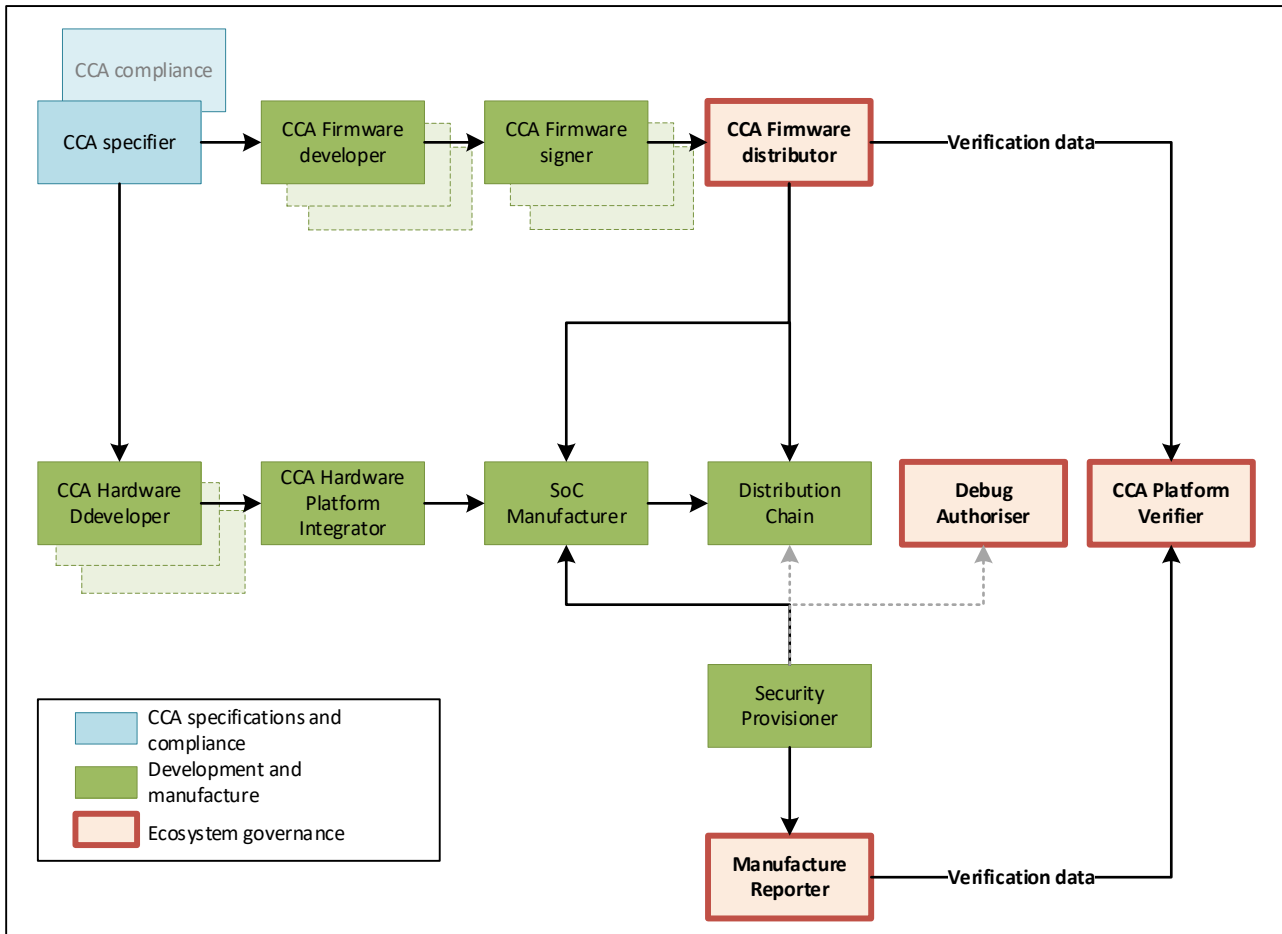 CCA compliance
CCA specifier
CCA Firmware
developer
CCA Firmware
signer
CCA Firmware
distributor
Verification data
CCA Hardware
Ddeveloper
CCA Hardware
Platform
Integrator
SoC
Manufacturer
Distribution
Chain
Debug
Authoriser
CCA Platform
Verifier
Security
Provisioner
CCA specifications and
compliance
Development and
manufacture
Ecosystem governance
Manufacture
Reporter
Verification data